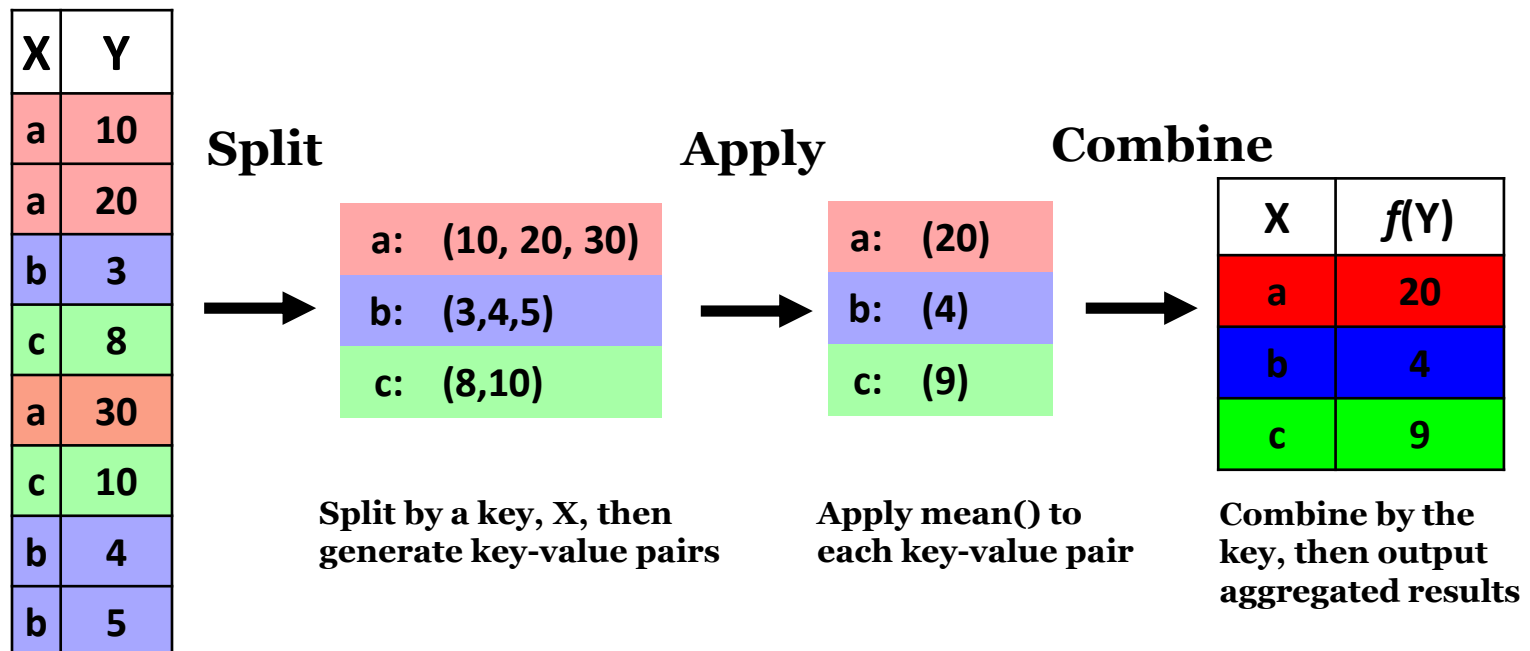 X Y
a 10
a 20
b 3
c 8
a 30
c 10
b 4
b 5
Split
a: (10, 20, 30)
b: (3,4,5)
c: (8,10)
Split by a key, X, then
generate key-value pairs
Apply
a: (20)
b: (4)
c: (9)
Apply mean() to
each key-value pair
Combine
X f(Y)
a 20
b 4
c 9
Combine by the
key, then output
aggregated results